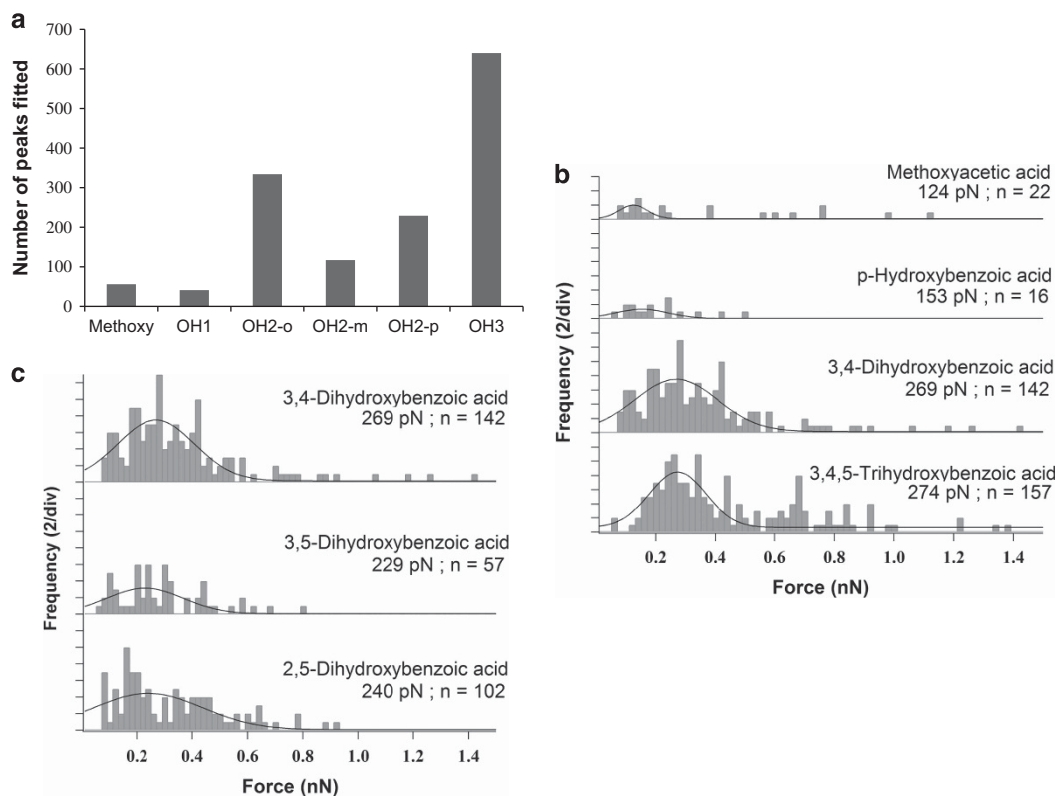 a
Number of peaks fitted
700
600
500
400
300
200
100
0
Methoxy OH1 OH2-o OH2-m OH2-p OH3
b
Frequency (2/div)
Methoxyacetic acid
124 pN ; n = 22
p-Hydroxybenzoic acid
153 pN ; n = 16
3,4-Dihydroxybenzoic acid
269 pN ; n = 142
3,4,5-Trihydroxybenzoic acid
274 pN ; n = 157
0.2 0.4 0.6 0.8 1.0 1.2 1.4
Force (nN)
c
Frequency (2/div)
3,4-Dihydroxybenzoic acid
269 pN ; n = 142
3,5-Dihydroxybenzoic acid
229 pN ; n = 57
2,5-Dihydroxybenzoic acid
240 pN ; n = 102
0.2 0.4 0.6 0.8 1.0 1.2 1.4
Force (nN)